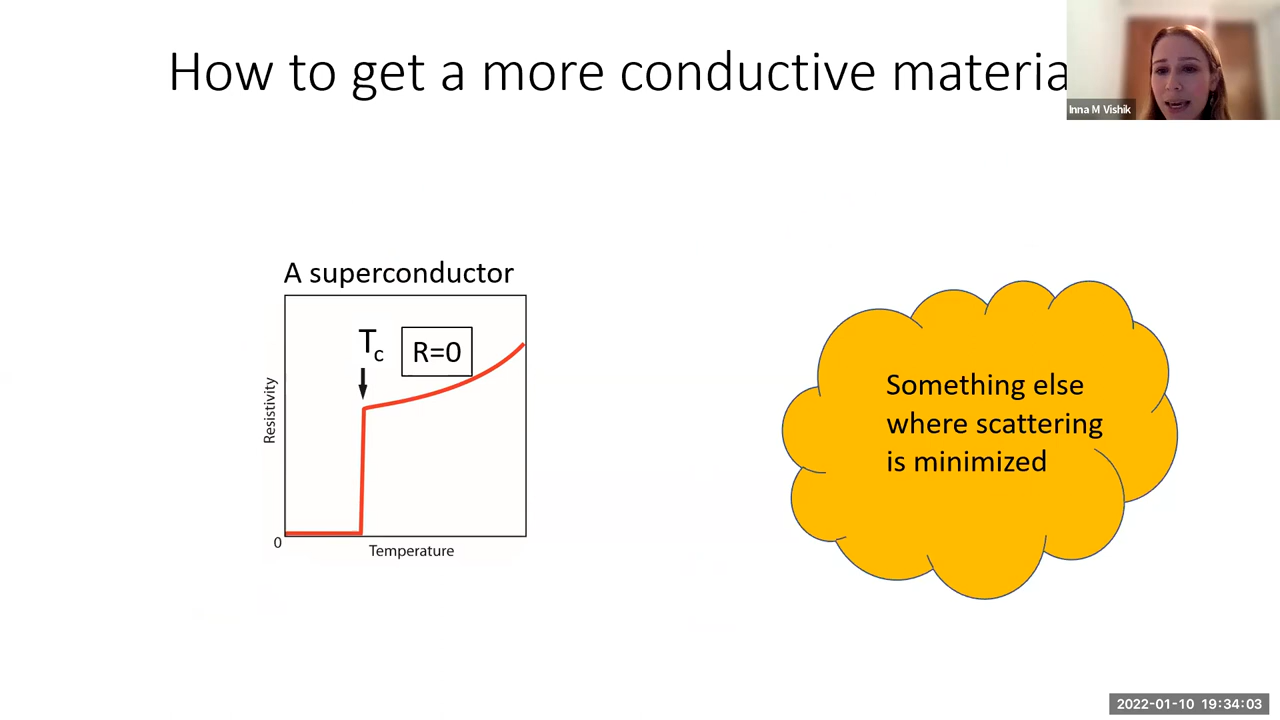 How to get a more conductive materia
Inna M Vishik
A superconductor
Tc
R=0
Resistivity
0
Temperature
Something else
where scattering
is minimized
2022-01-10 19:34:03